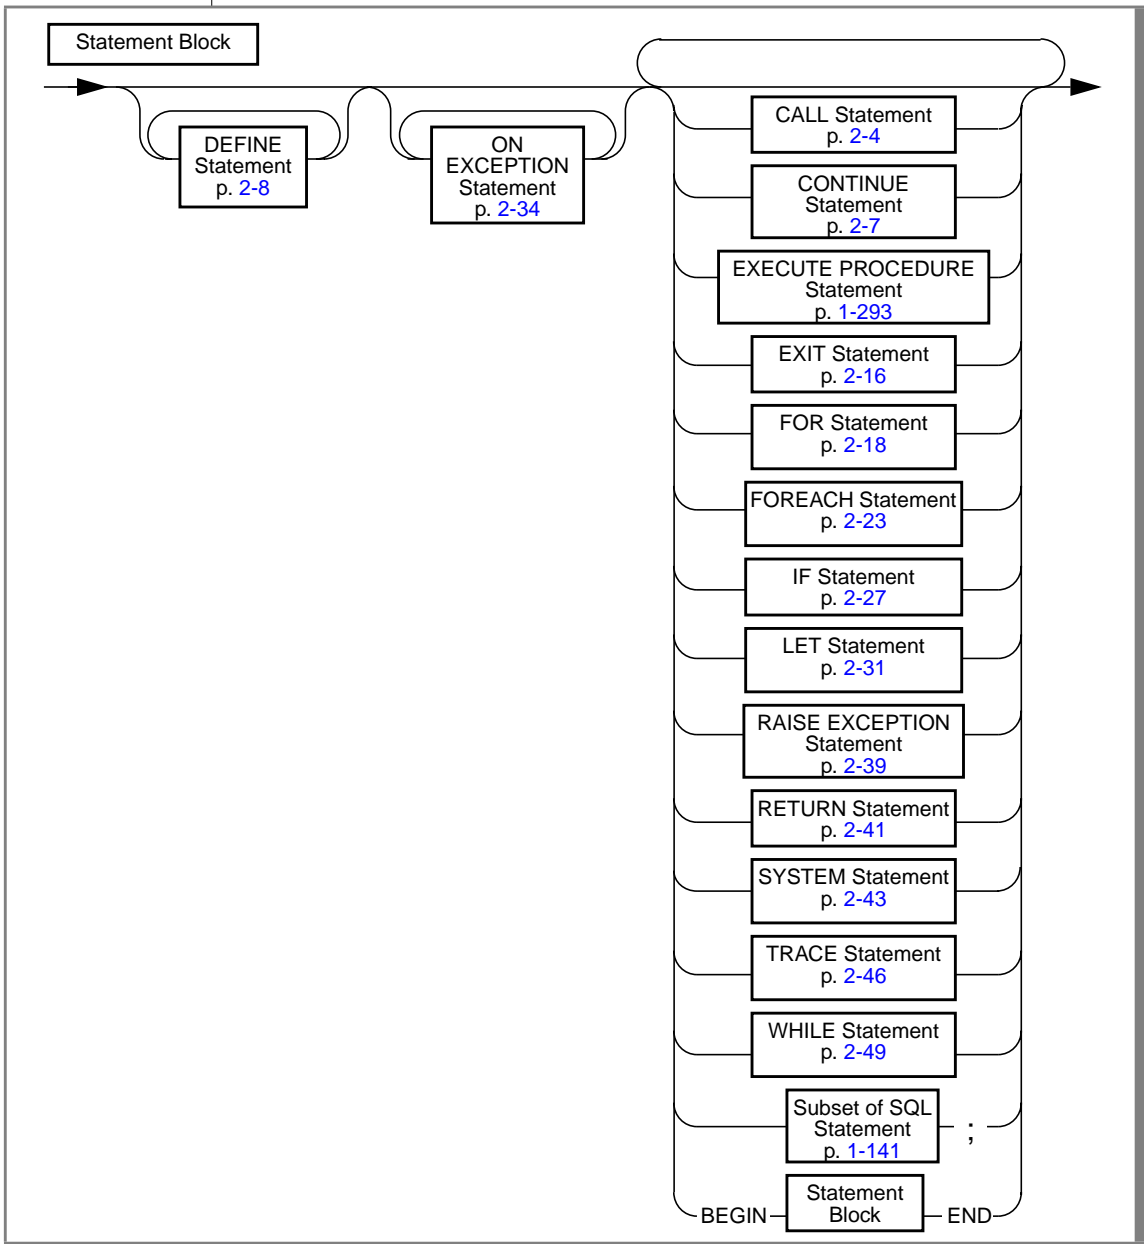 Statement Block
DEFINE
Statement
p. 2-8
ON
EXCEPTION
Statement
p. 2-34
CALL Statement
p. 2-4
CONTINUE
Statement
p. 2-7
EXECUTE PROCEDURE
Statement
p. 1-293
EXIT Statement
p. 2-16
FOR Statement
p. 2-18
FOREACH Statement
p. 2-23
IF Statement
p. 2-27
LET Statement
p. 2-31
RAISE EXCEPTION
Statement
p. 2-39
RETURN Statement
p. 2-41
SYSTEM Statement
p. 2-43
TRACE Statement
p. 2-46
WHILE Statement
p. 2-49
Subset of SQL
Statement
p. 1-141
;
BEGIN
Statement
Block
END